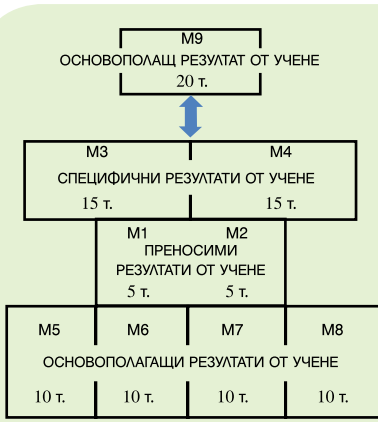 М9
ОСНОВОПОЛАЩ РЕЗУЛТАТ ОТ УЧЕНЕ
20 т.
М3 М4
СПЕЦИФИЧНИ РЕЗУЛТАТИ ОТ УЧЕНЕ
15 т. 15 т.
М1 М2
ПРЕНОСИМИ
РЕЗУЛТАТИ ОТ УЧЕНЕ
5 т. 5 т.
М5 М6 М7 М8
ОСНОВОПОЛАГАЩИ РЕЗУЛТАТИ ОТ УЧЕНЕ
10 т. 10 т. 10 т. 10 т.